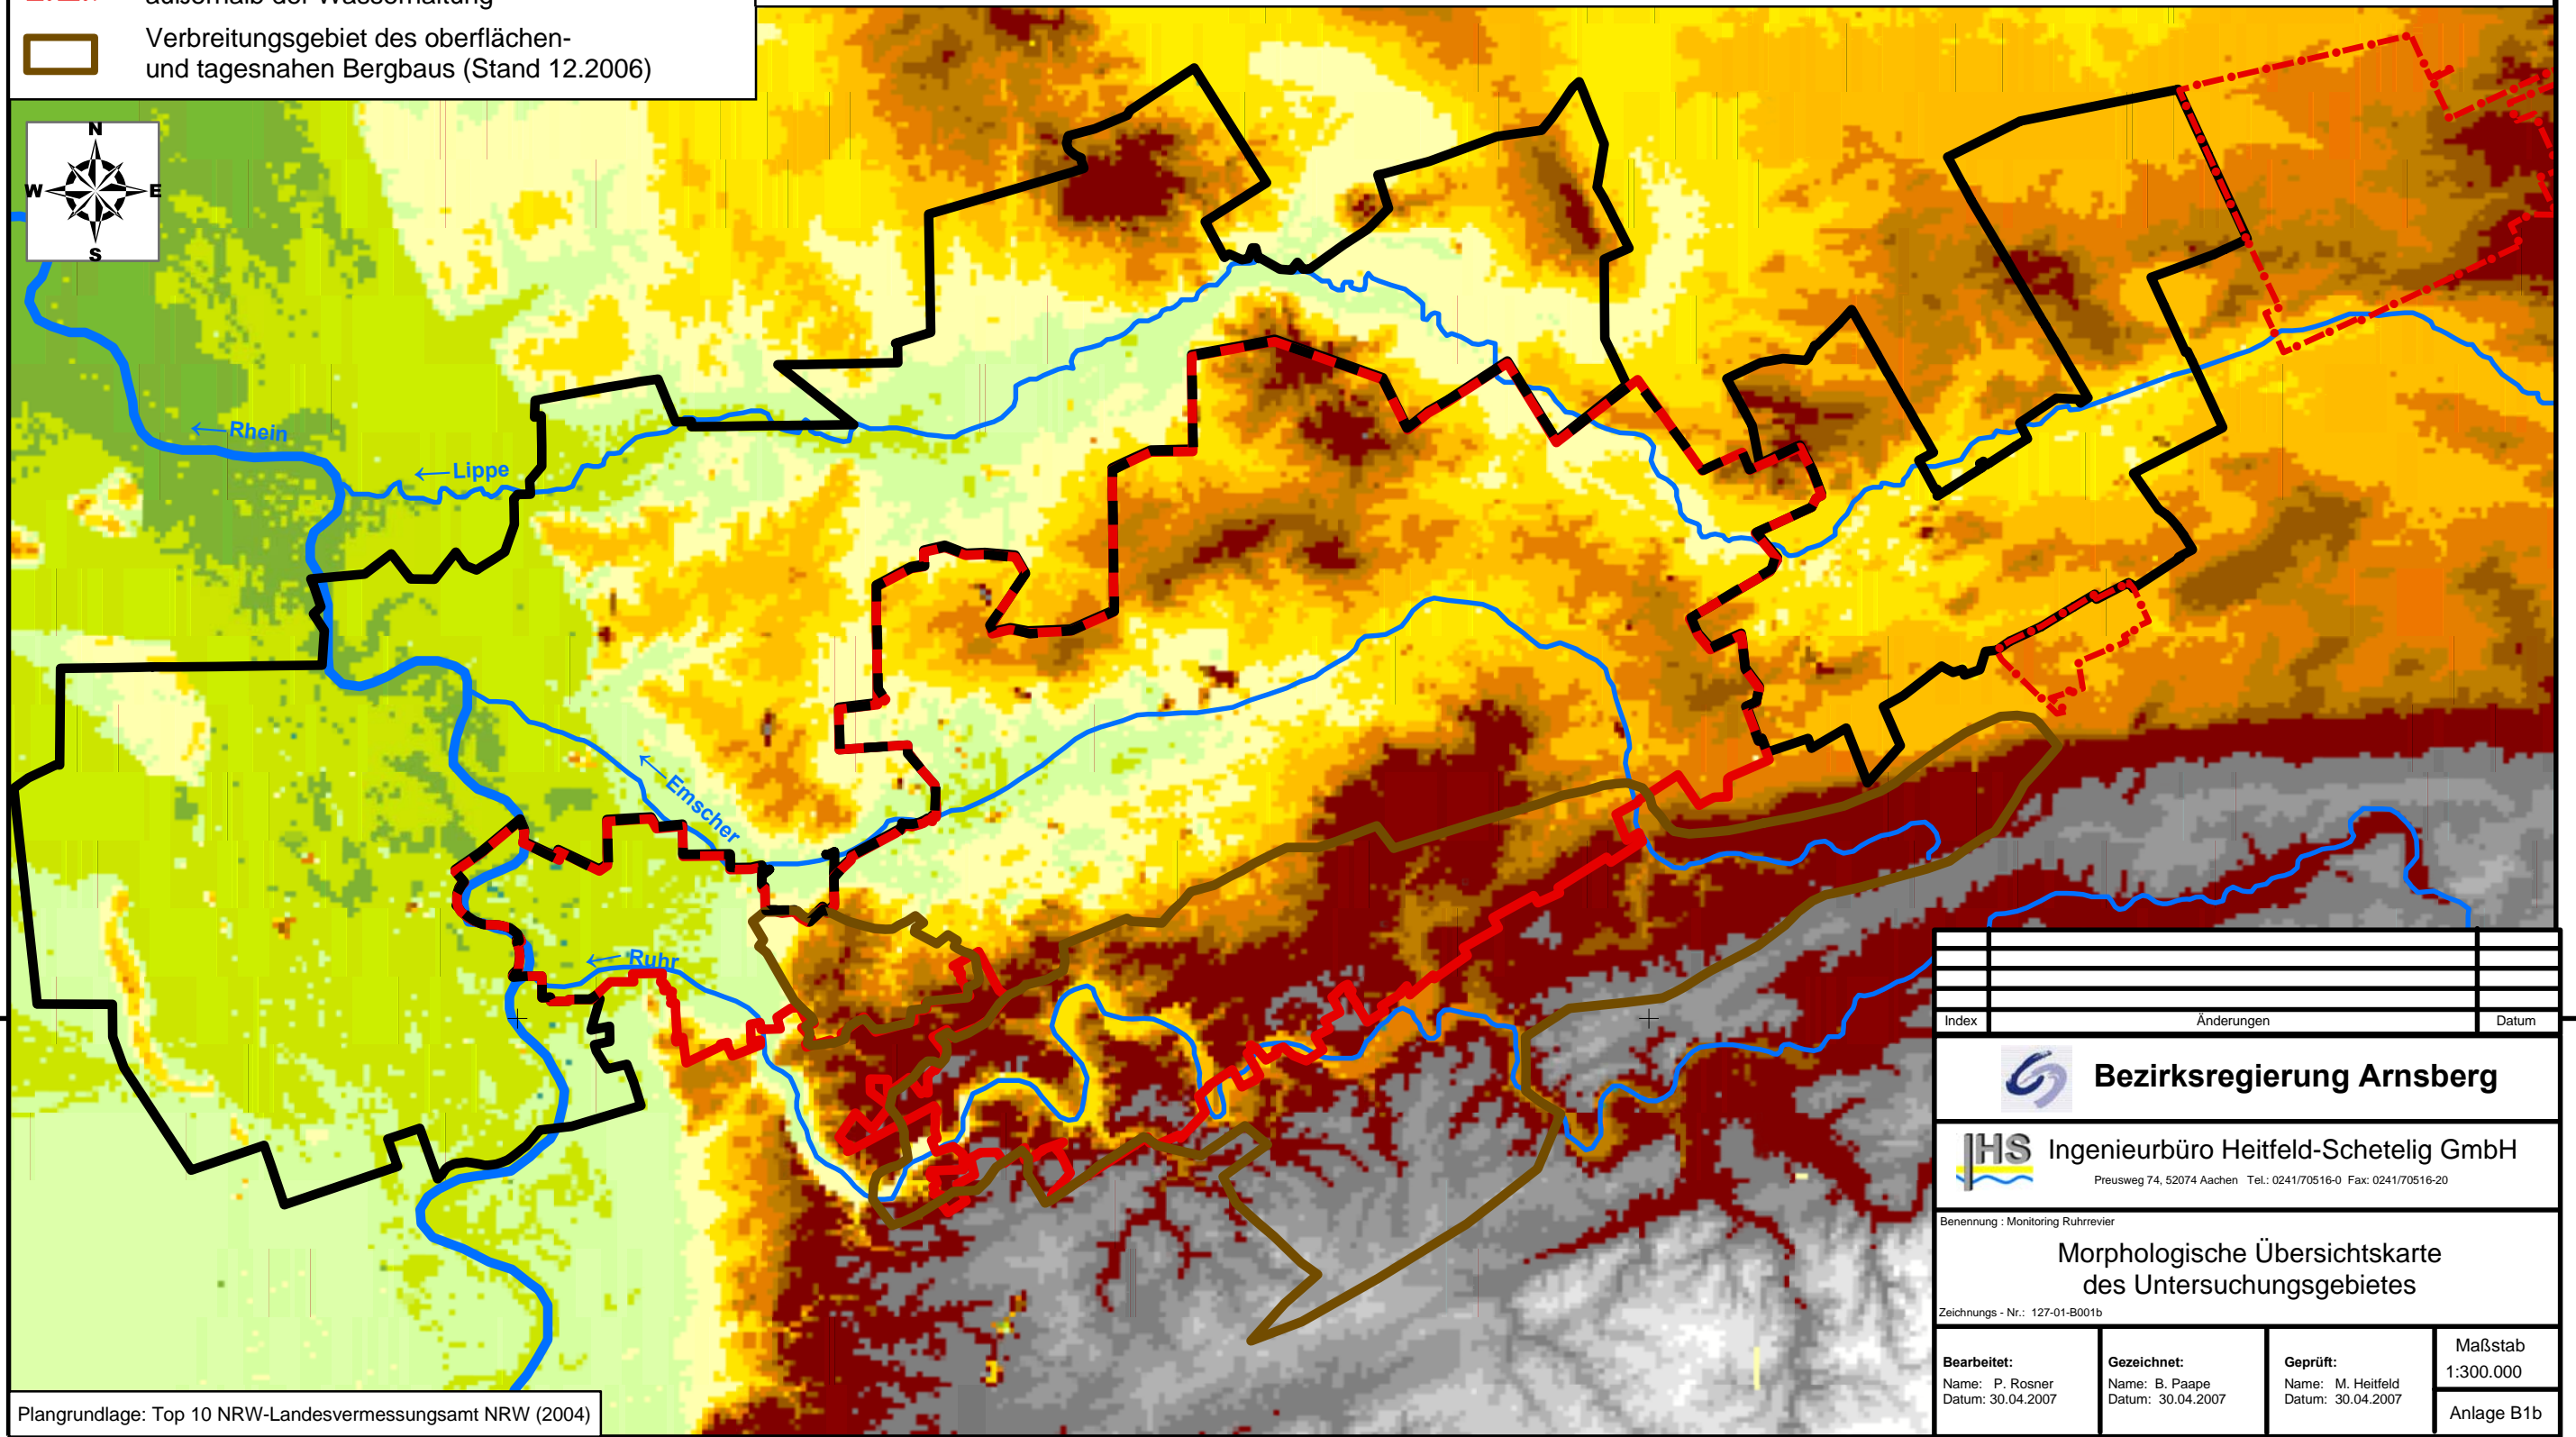 außerhalb der Wasserhaltung
Verbreitungsgebiet des oberflächen-
und tagesnahen Bergbaus (Stand 12.2006)
N
W E
S
← Rhein
← Lippe
← Emscher
← Ruhr
Index Änderungen Datum
Bezirksregierung Arnsberg
IHS Ingenieurbüro Heitfeld-Schetelig GmbH
Preusweg 74, 52074 Aachen Tel.: 0241/70516-0 Fax: 0241/70516-20
Benennung : Monitoring Ruhrrevier
Morphologische Übersichtskarte
des Untersuchungsgebietes
Zeichnungs - Nr.: 127-01-B001b
Bearbeitet:
Name: P. Rosner
Datum: 30.04.2007
Gezeichnet:
Name: B. Paape
Datum: 30.04.2007
Geprüft:
Name: M. Heitfeld
Datum: 30.04.2007
Maßstab
1:300.000
Anlage B1b
Plangrundlage: Top 10 NRW-Landesvermessungsamt NRW (2004)